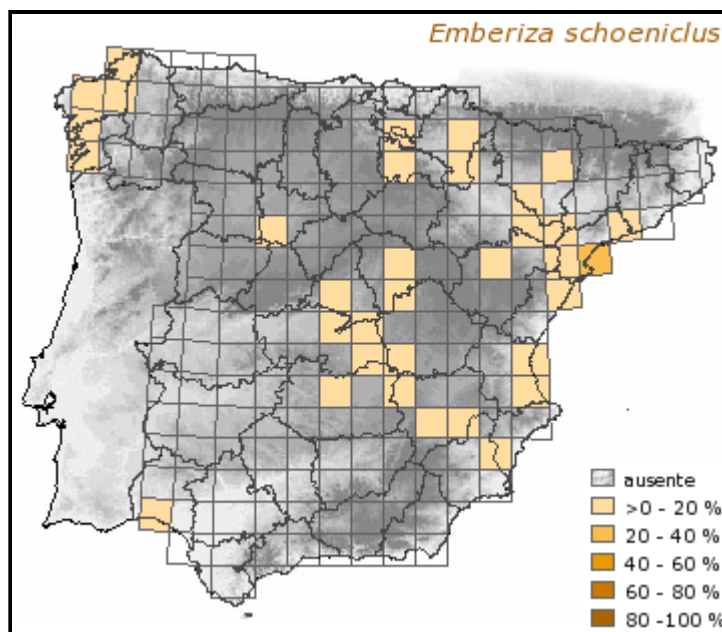 Emberiza schoeniclus
ausente
>0 - 20 %
20 - 40 %
40 - 60 %
60 - 80 %
80 -100 %